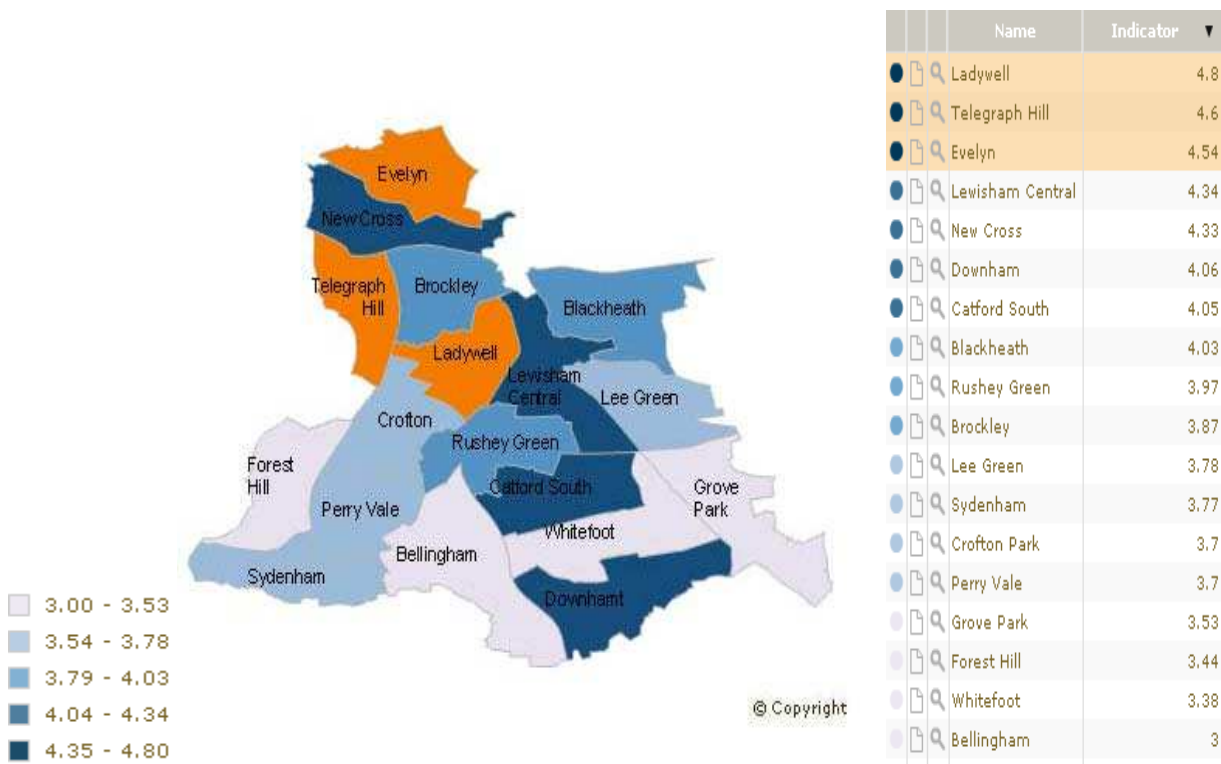 Evelyn
New Cross
Telegraph
Hill
Brockley
Blackheath
Ladywell
Lewisham
Central
Lee Green
Crofton
Rushey Green
Forest
Hill
Catford South
Grove
Park
Perry Vale
Whitefoot
Bellingham
Sydenham
Downhamt
3.00 - 3.53
3.54 - 3.78
3.79 - 4.03
4.04 - 4.34
4.35 - 4.80
© Copyright
Name Indicator ▼
Ladywell 4.8
Telegraph Hill 4.6
Evelyn 4.54
Lewisham Central 4.34
New Cross 4.33
Downham 4.06
Catford South 4.05
Blackheath 4.03
Rushey Green 3.97
Brockley 3.87
Lee Green 3.78
Sydenham 3.77
Crofton Park 3.7
Perry Vale 3.7
Grove Park 3.53
Forest Hill 3.44
Whitefoot 3.38
Bellingham 3